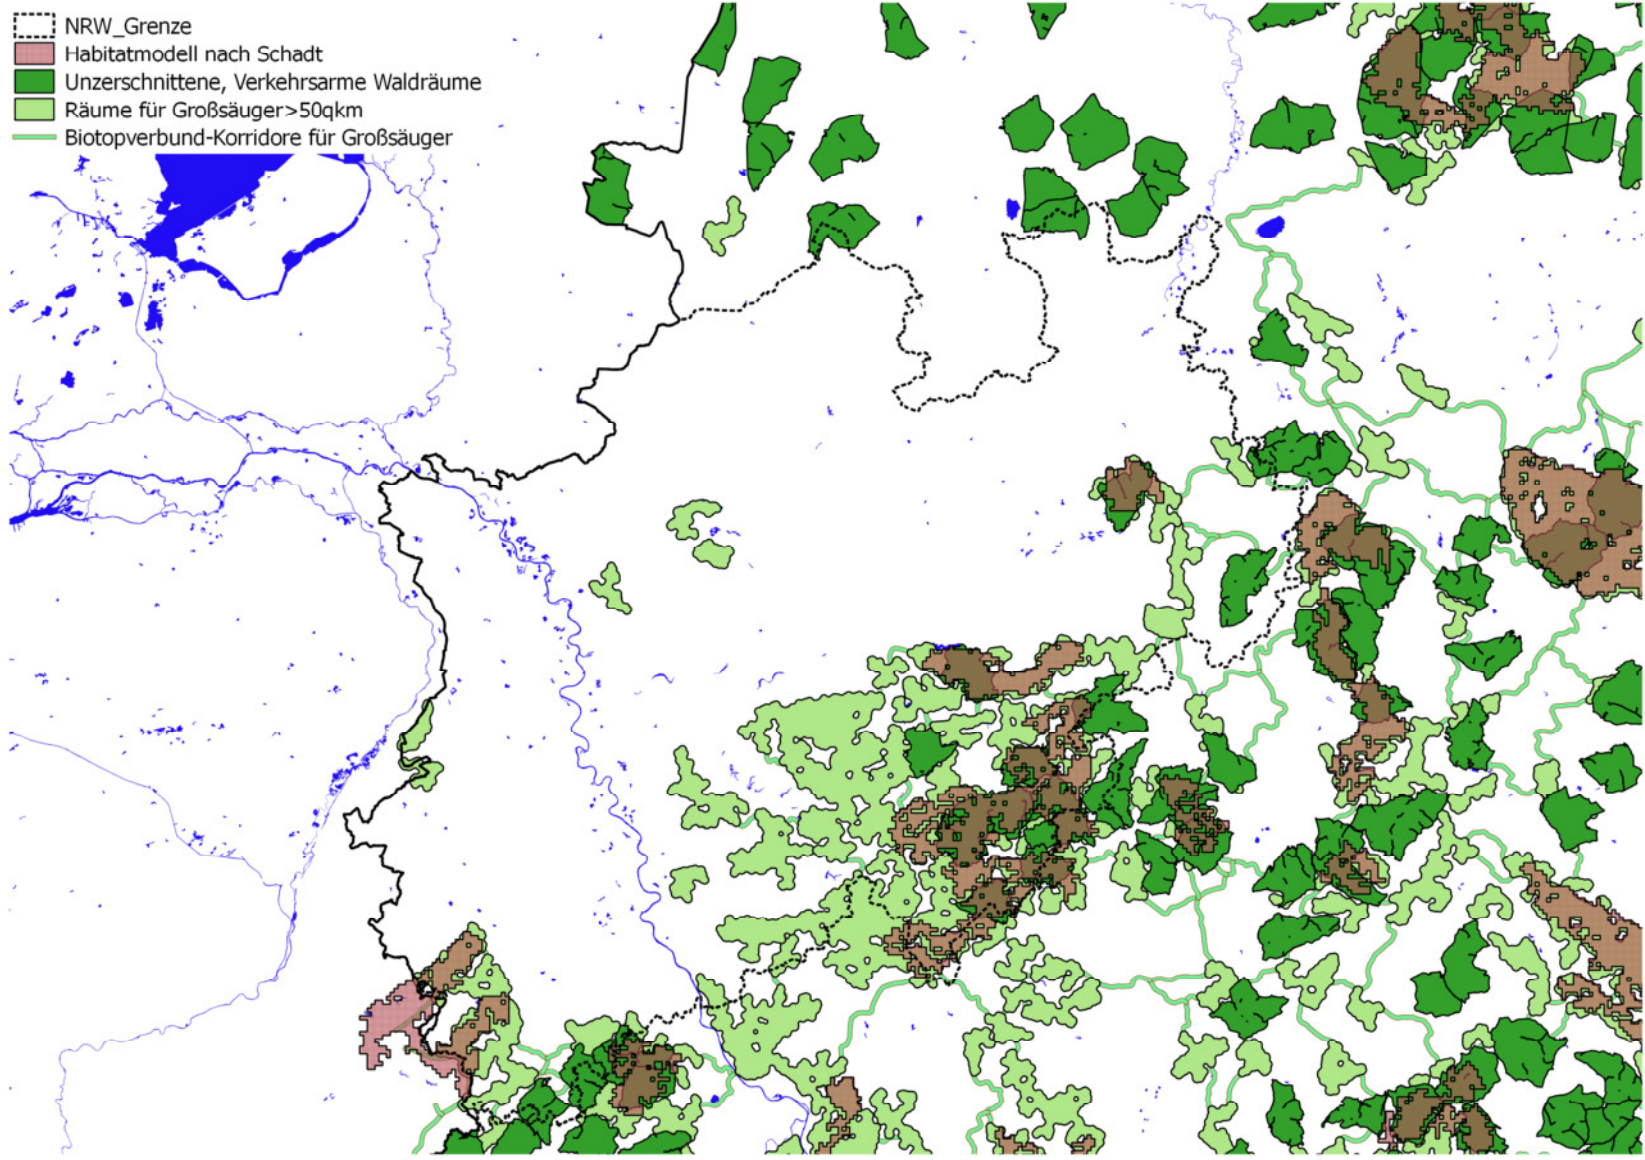 NRW_Grenze
Habitatmodell nach Schadt
Unzerschnittene, Verkehrsarme Waldräume
Räume für Großsäuger>50qkm
Biotopverbund-Korridore für Großsäuger